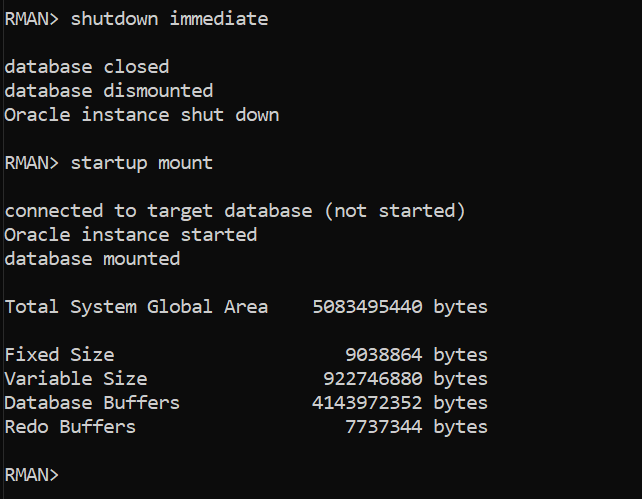 RMAN> shutdown immediate
database closed
database dismounted
Oracle instance shut down
RMAN> startup mount
connected to target database (not started)
Oracle instance started
database mounted
Total System Global Area    5083495440 bytes
Fixed Size                     9038864 bytes
Variable Size                922746880 bytes
Database Buffers            4143972352 bytes
Redo Buffers                   7737344 bytes
RMAN>